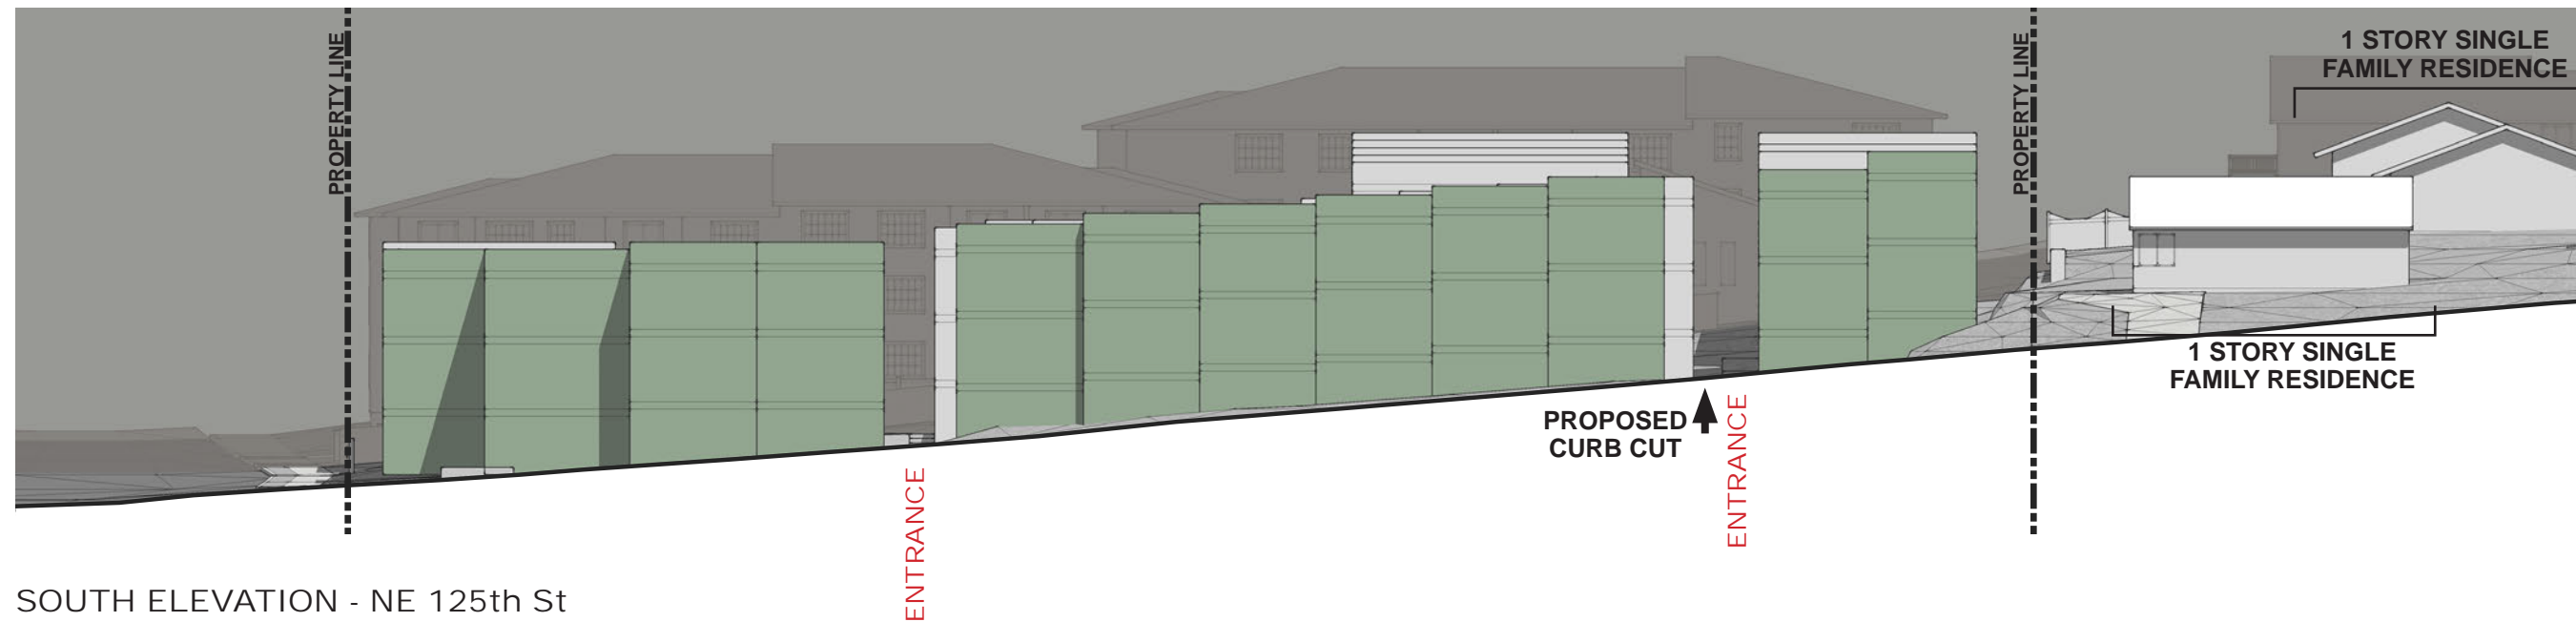 PROPERTY LINE
PROPERTY LINE
1 STORY SINGLE
FAMILY RESIDENCE
1 STORY SINGLE
FAMILY RESIDENCE
PROPOSED
CURB CUT
ENTRANCE
ENTRANCE
SOUTH ELEVATION - NE 125th St